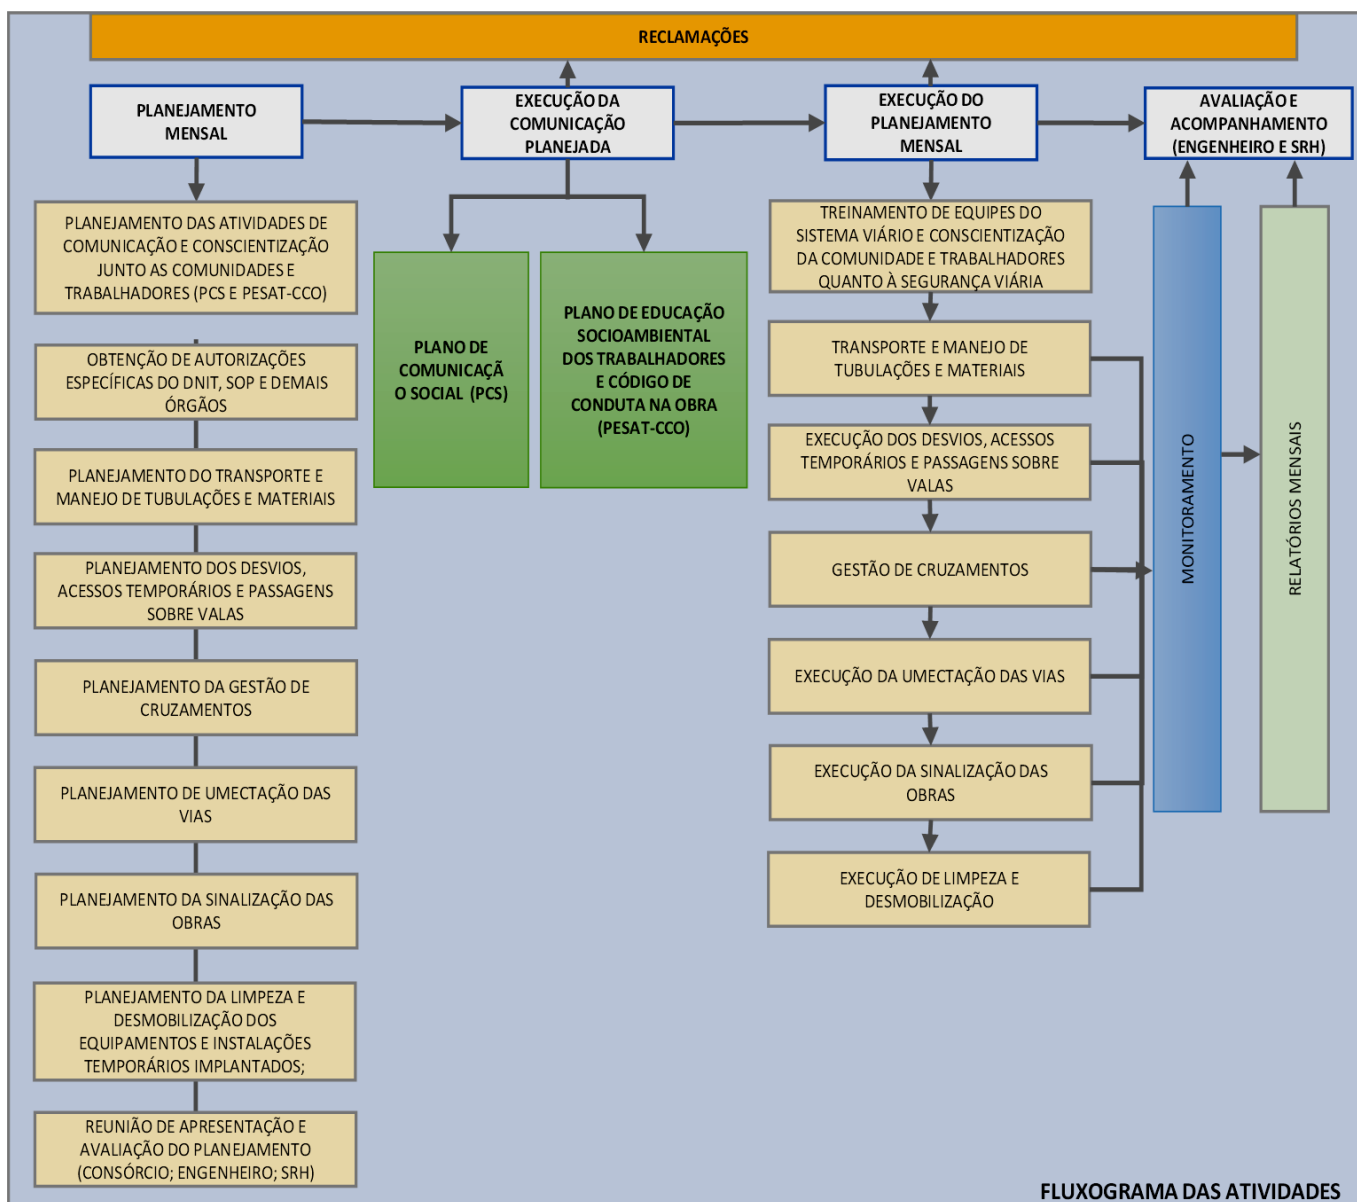 RECLAMAÇÕES
PLANEJAMENTO
MENSAL
EXECUÇÃO DA
COMUNICAÇÃO
PLANEJADA
EXECUÇÃO DO
PLANEJAMENTO
MENSAL
AVALIAÇÃO E
ACOMPANHAMENTO
(ENGENHEIRO E SRH)
PLANEJAMENTO DAS ATIVIDADES DE
COMUNICAÇÃO E CONSCIENTIZAÇÃO
JUNTO AS COMUNIDADES E
TRABALHADORES (PCS E PESAT-CCO)
OBTENÇÃO DE AUTORIZAÇÕES
ESPECÍFICAS DO DNIT, SOP E DEMAIS
ÓRGÃOS
PLANEJAMENTO DO TRANSPORTE E
MANEJO DE TUBULAÇÕES E MATERIAIS
PLANEJAMENTO DOS DESVIOS,
ACESSOS TEMPORÁRIOS E PASSAGENS
SOBRE VALAS
PLANEJAMENTO DA GESTÃO DE
CRUZAMENTOS
PLANEJAMENTO DE UMECTAÇÃO DAS
VIAS
PLANEJAMENTO DA SINALIZAÇÃO DAS
OBRAS
PLANEJAMENTO DA LIMPEZA E
DESMOBILIZAÇÃO DOS
EQUIPAMENTOS E INSTALAÇÕES
TEMPORÁRIOS IMPLANTADOS;
REUNIÃO DE APRESENTAÇÃO E
AVALIAÇÃO DO PLANEJAMENTO
(CONSÓRCIO; ENGENHEIRO; SRH)
PLANO DE
COMUNICAÇÃ
O SOCIAL (PCS)
PLANO DE EDUCAÇÃO
SOCIOAMBIENTAL
DOS TRABALHADORES
E CÓDIGO DE
CONDUTA NA OBRA
(PESAT-CCO)
TREINAMENTO DE EQUIPES DO
SISTEMA VIÁRIO E CONSCIENTIZAÇÃO
DA COMUNIDADE E TRABALHADORES
QUANTO À SEGURANÇA VIÁRIA
TRANSPORTE E MANEJO DE
TUBULAÇÕES E MATERIAIS
EXECUÇÃO DOS DESVIOS, ACESSOS
TEMPORÁRIOS E PASSAGENS SOBRE
VALAS
GESTÃO DE CRUZAMENTOS
EXECUÇÃO DA UMECTAÇÃO DAS VIAS
EXECUÇÃO DA SINALIZAÇÃO DAS
OBRAS
EXECUÇÃO DE LIMPEZA E
DESMOBILIZAÇÃO
MONITORAMENTO
RELATÓRIOS MENSAIS
FLUXOGRAMA DAS ATIVIDADES